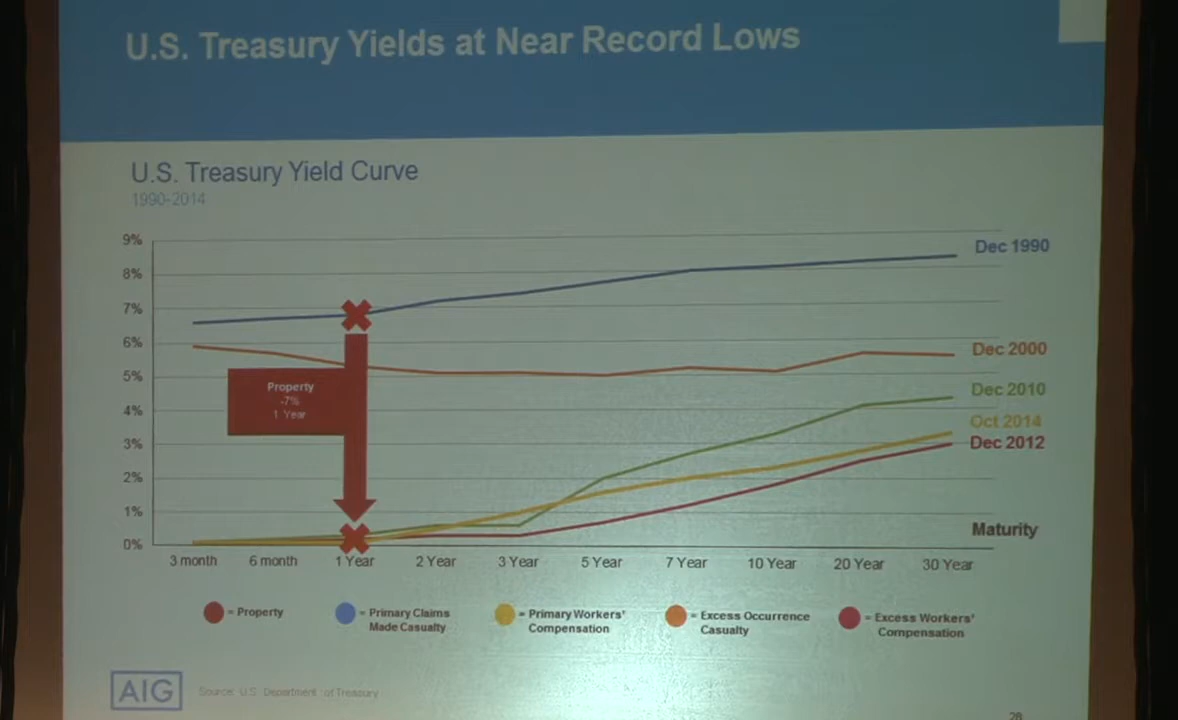 U.S. Treasury Yields at Near Record Lows
U.S. Treasury Yield Curve
1990-2014
9%
8%
7%
6%
5%
4%
3%
2%
1%
0%
Property
-7%
1 Year
Dec 1990
Dec 2000
Dec 2010
Oct 2014
Dec 2012
Maturity
3 month 6 month 1 Year 2 Year 3 Year 5 Year 7 Year 10 Year 20 Year 30 Year
= Property
= Primary Claims
Made Casualty
= Primary Workers'
Compensation
= Excess Occurrence
Casualty
= Excess Workers'
Compensation
AIG
Source: U.S. Department of Treasury